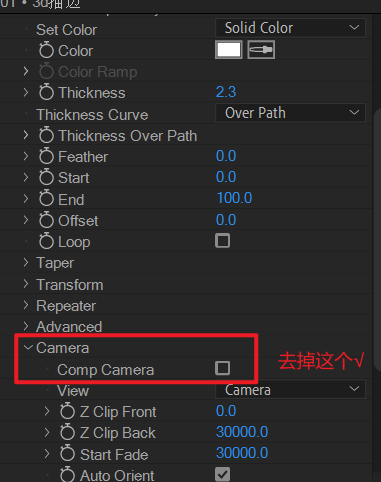 01 • 3d描边
Set Color Solid Color
Color
Color Ramp
Thickness 2.3
Thickness Curve Over Path
Thickness Over Path
Feather 0.0
Start 0.0
End 100.0
Offset 0.0
Loop
Taper
Transform
Repeater
Advanced
Camera
Comp Camera 去掉这个√
View Camera
Z Clip Front 0.0
Z Clip Back 30000.0
Start Fade 30000.0
Auto Orient